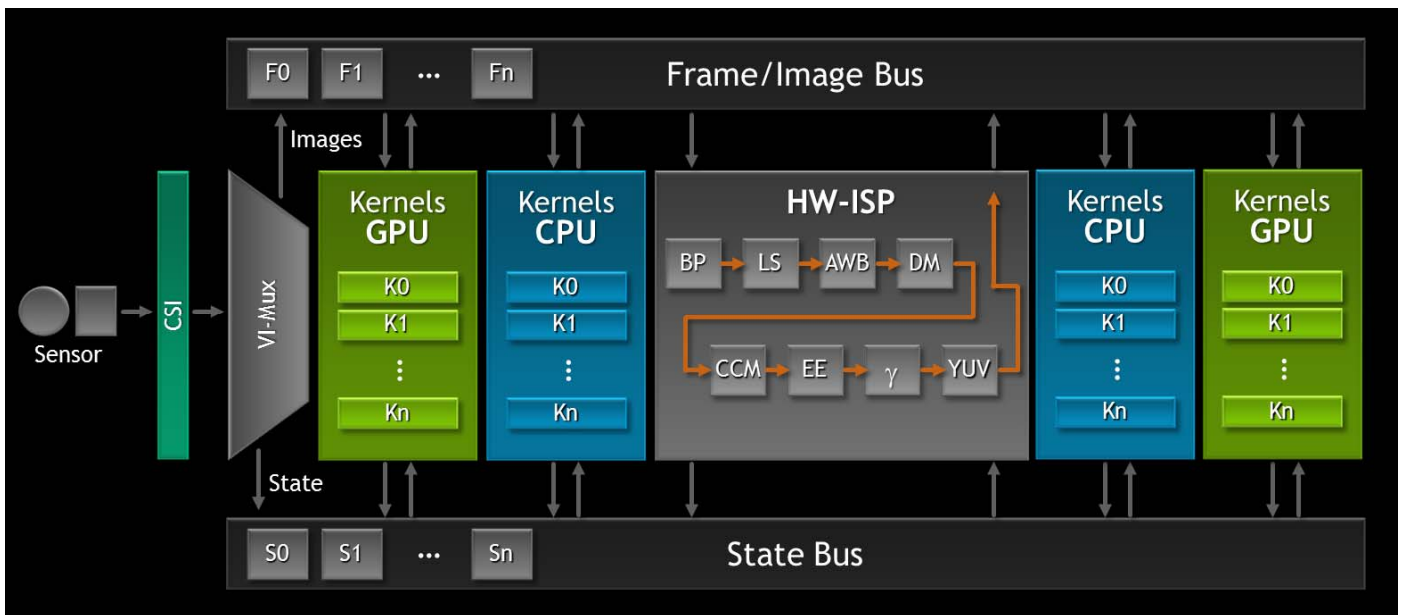 F0 F1 ... Fn Frame/Image Bus
Images
Sensor
CSI
VI-Mux
Kernels
GPU
K0
K1
⋮
Kn
Kernels
CPU
K0
K1
⋮
Kn
HW-ISP
BP LS AWB DM
CCM EE γ YUV
Kernels
CPU
K0
K1
⋮
Kn
Kernels
GPU
K0
K1
⋮
Kn
State
S0 S1 ... Sn State Bus